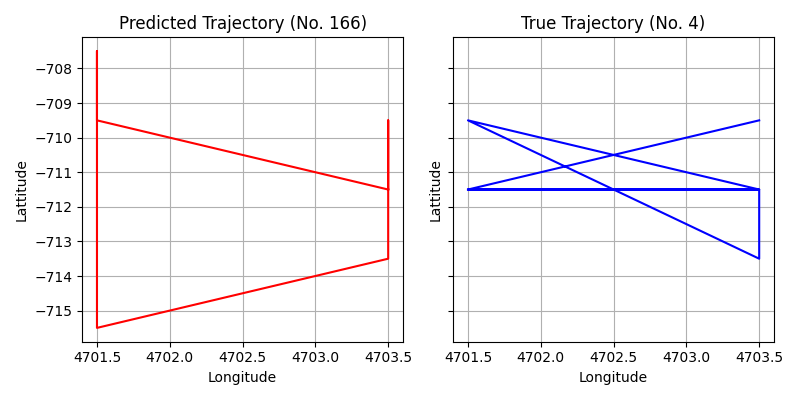 Predicted Trajectory (No. 166)
True Trajectory (No. 4)
Lattitude
−708
−709
−710
−711
−712
−713
−714
−715
4701.5 4702.0 4702.5 4703.0 4703.5
Longitude
Lattitude
4701.5 4702.0 4702.5 4703.0 4703.5
Longitude